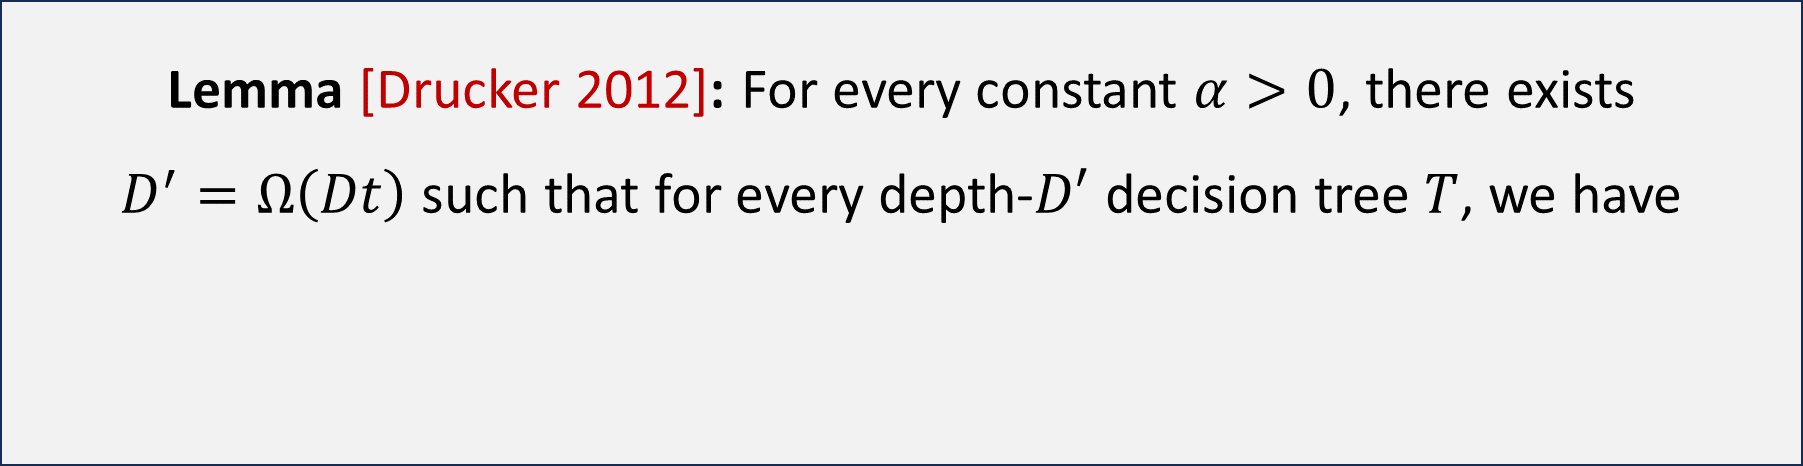 Lemma [Drucker 2012]: For every constant 𝛼 > 0, there exists
𝐷′ = Ω(𝐷𝑡) such that for every depth-𝐷′ decision tree 𝑇, we have